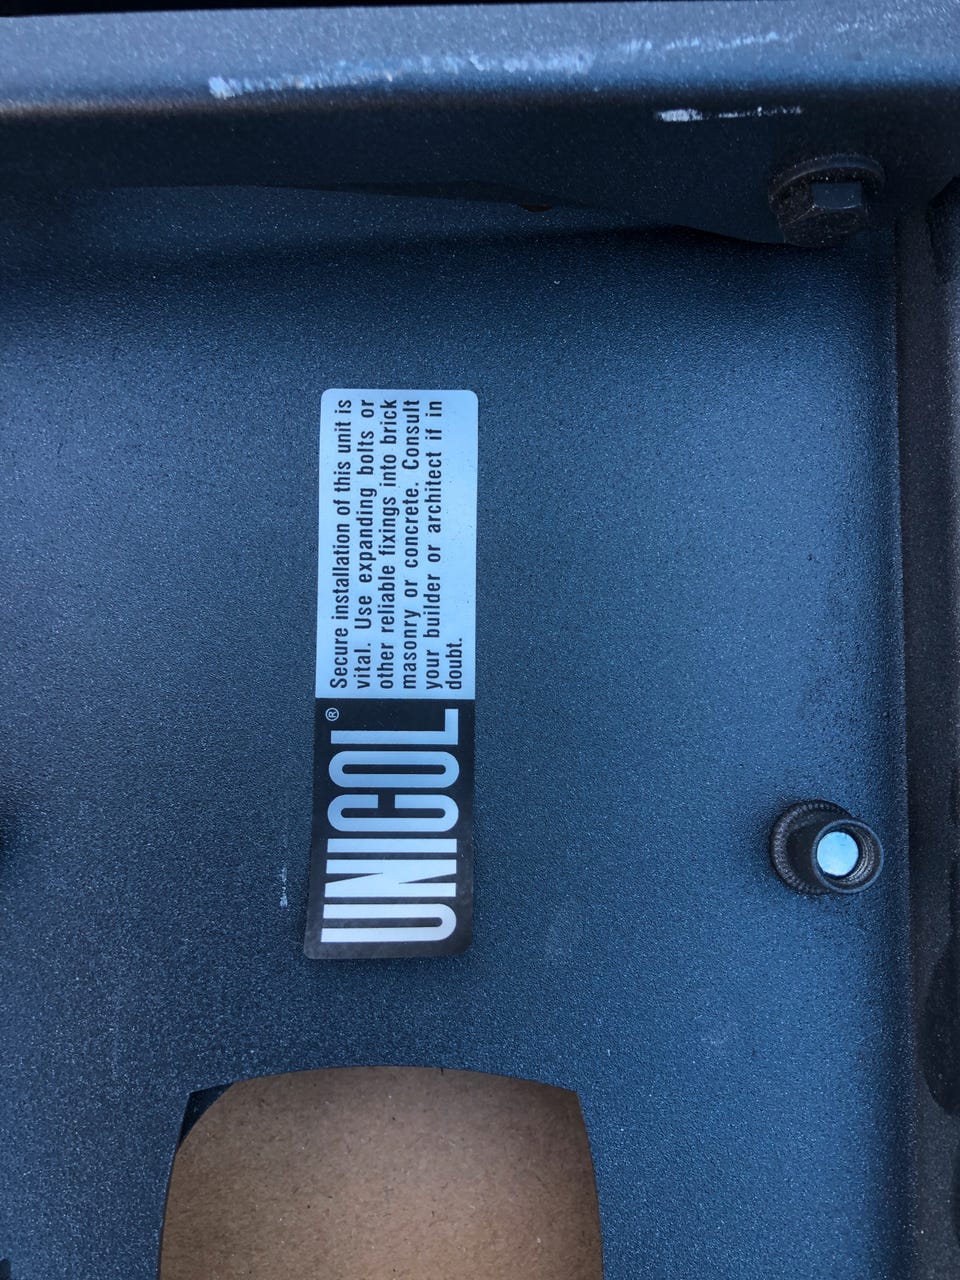 UNICOL®
Secure installation of this unit is
vital. Use expanding bolts or
other reliable fixings into brick
masonry or concrete. Consult
your builder or architect if in
doubt.